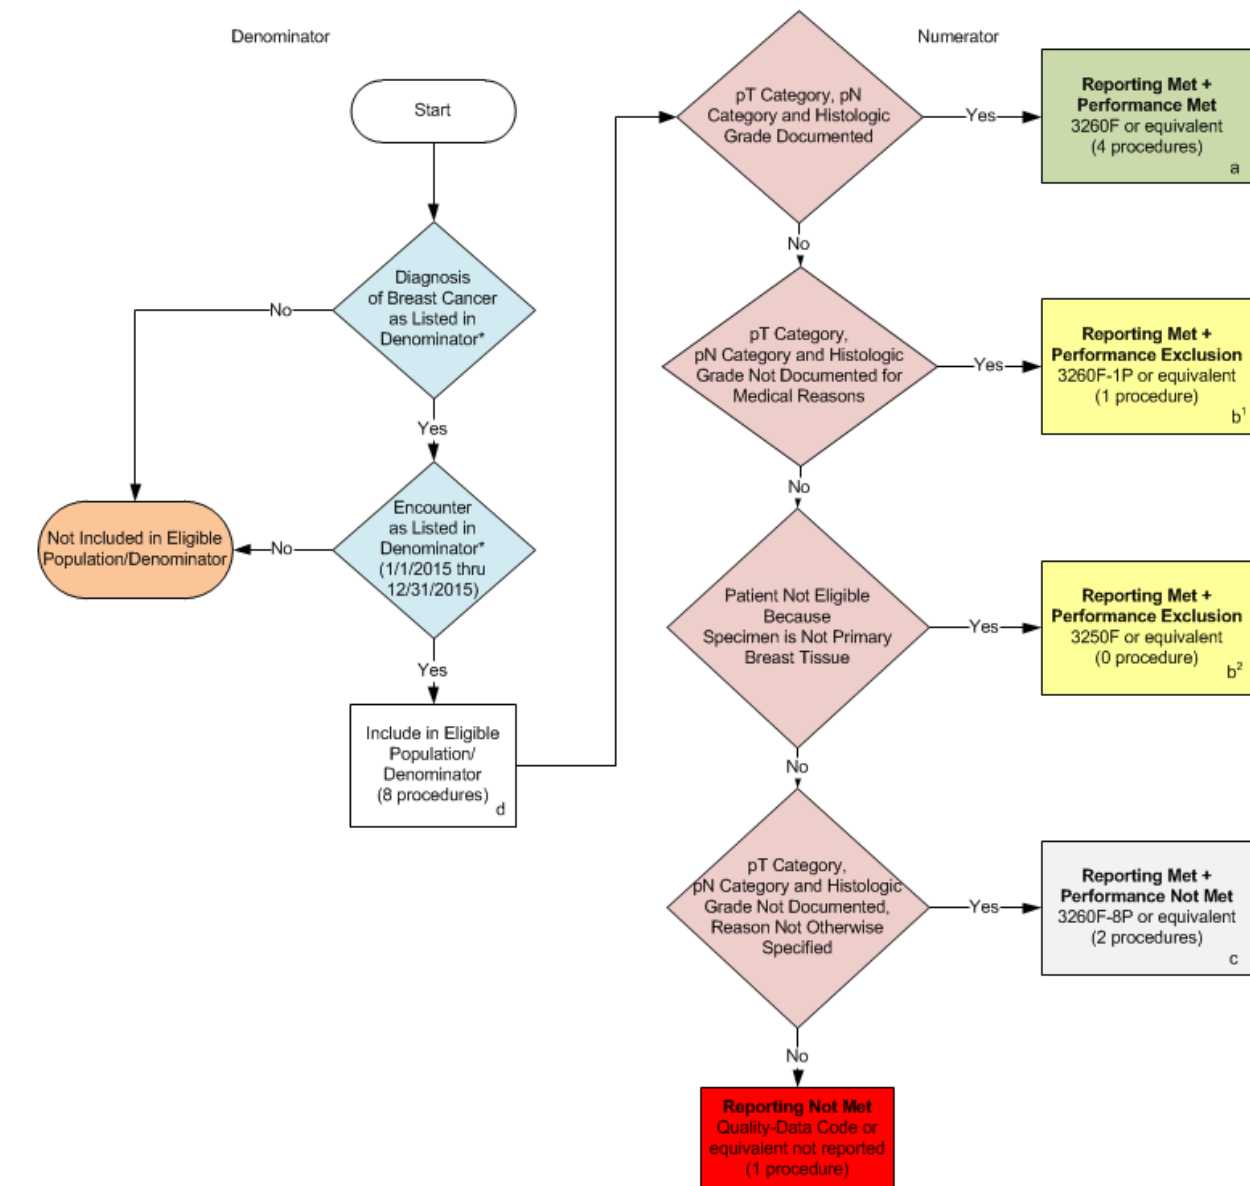 Denominator
Start
Diagnosis
of Breast Cancer
as Listed in
Denominator*
No
Yes
Encounter
as Listed in
Denominator*
(1/1/2015 thru
12/31/2015)
No
Not Included in Eligible
Population/Denominator
Yes
Include in Eligible
Population/
Denominator
(8 procedures)
d
Numerator
pT Category, pN
Category and Histologic
Grade Documented
Yes
Reporting Met +
Performance Met
3260F or equivalent
(4 procedures)
a
No
pT Category,
pN Category and Histologic
Grade Not Documented for
Medical Reasons
Yes
Reporting Met +
Performance Exclusion
3260F-1P or equivalent
(1 procedure)
b¹
No
Patient Not Eligible
Because
Specimen is Not Primary
Breast Tissue
Yes
Reporting Met +
Performance Exclusion
3250F or equivalent
(0 procedure)
b²
No
pT Category,
pN Category and Histologic
Grade Not Documented,
Reason Not Otherwise
Specified
Yes
Reporting Met +
Performance Not Met
3260F-8P or equivalent
(2 procedures)
c
No
Reporting Not Met
Quality-Data Code or
equivalent not reported
(1 procedure)